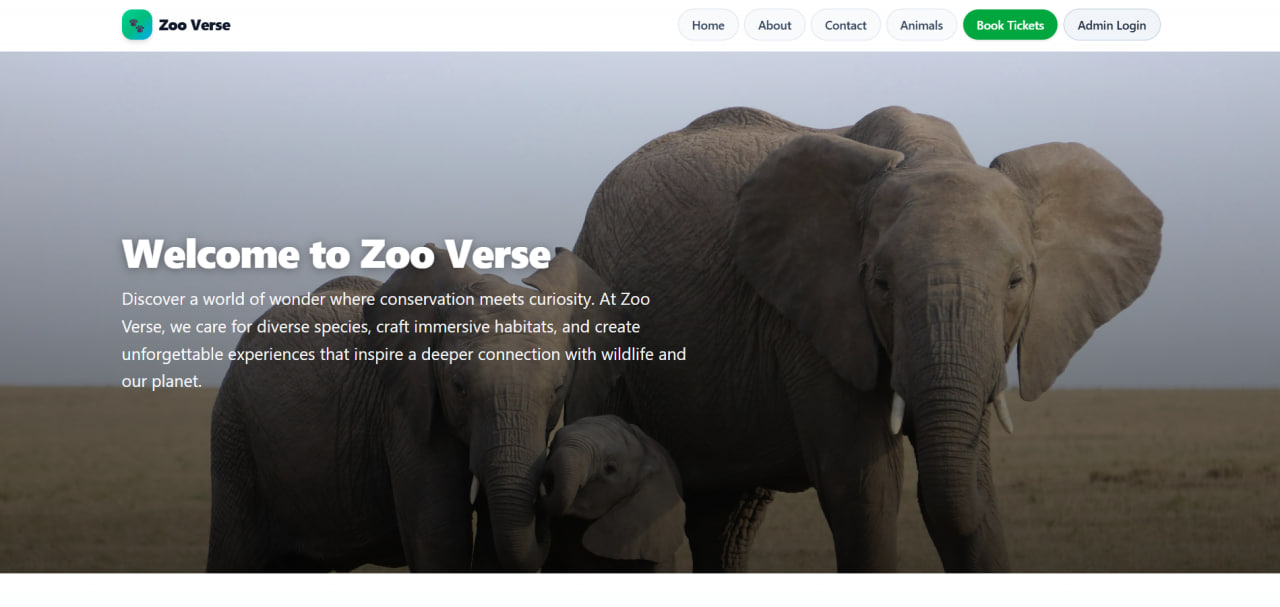 Zoo Verse
Home
About
Contact
Animals
Book Tickets
Admin Login
Welcome to Zoo Verse
Discover a world of wonder where conservation meets curiosity. At Zoo
Verse, we care for diverse species, craft immersive habitats, and create
unforgettable experiences that inspire a deeper connection with wildlife and
our planet.